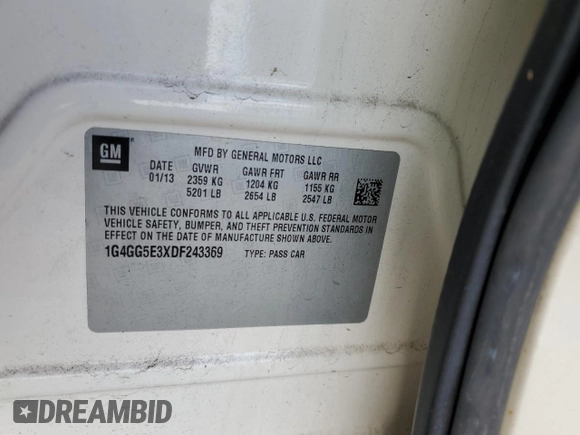 GM
MFD BY GENERAL MOTORS LLC
DATE GVWR GAWR FRT GAWR RR
01/13 2359 KG 1204 KG 1155 KG
5201 LB 2654 LB 2547 LB
THIS VEHICLE CONFORMS TO ALL APPLICABLE U.S. FEDERAL MOTOR
VEHICLE SAFETY, BUMPER, AND THEFT PREVENTION STANDARDS IN
EFFECT ON THE DATE OF MANUFACTURE SHOWN ABOVE.
1G4GG5E3XDF243369 TYPE: PASS CAR
DREAMBID